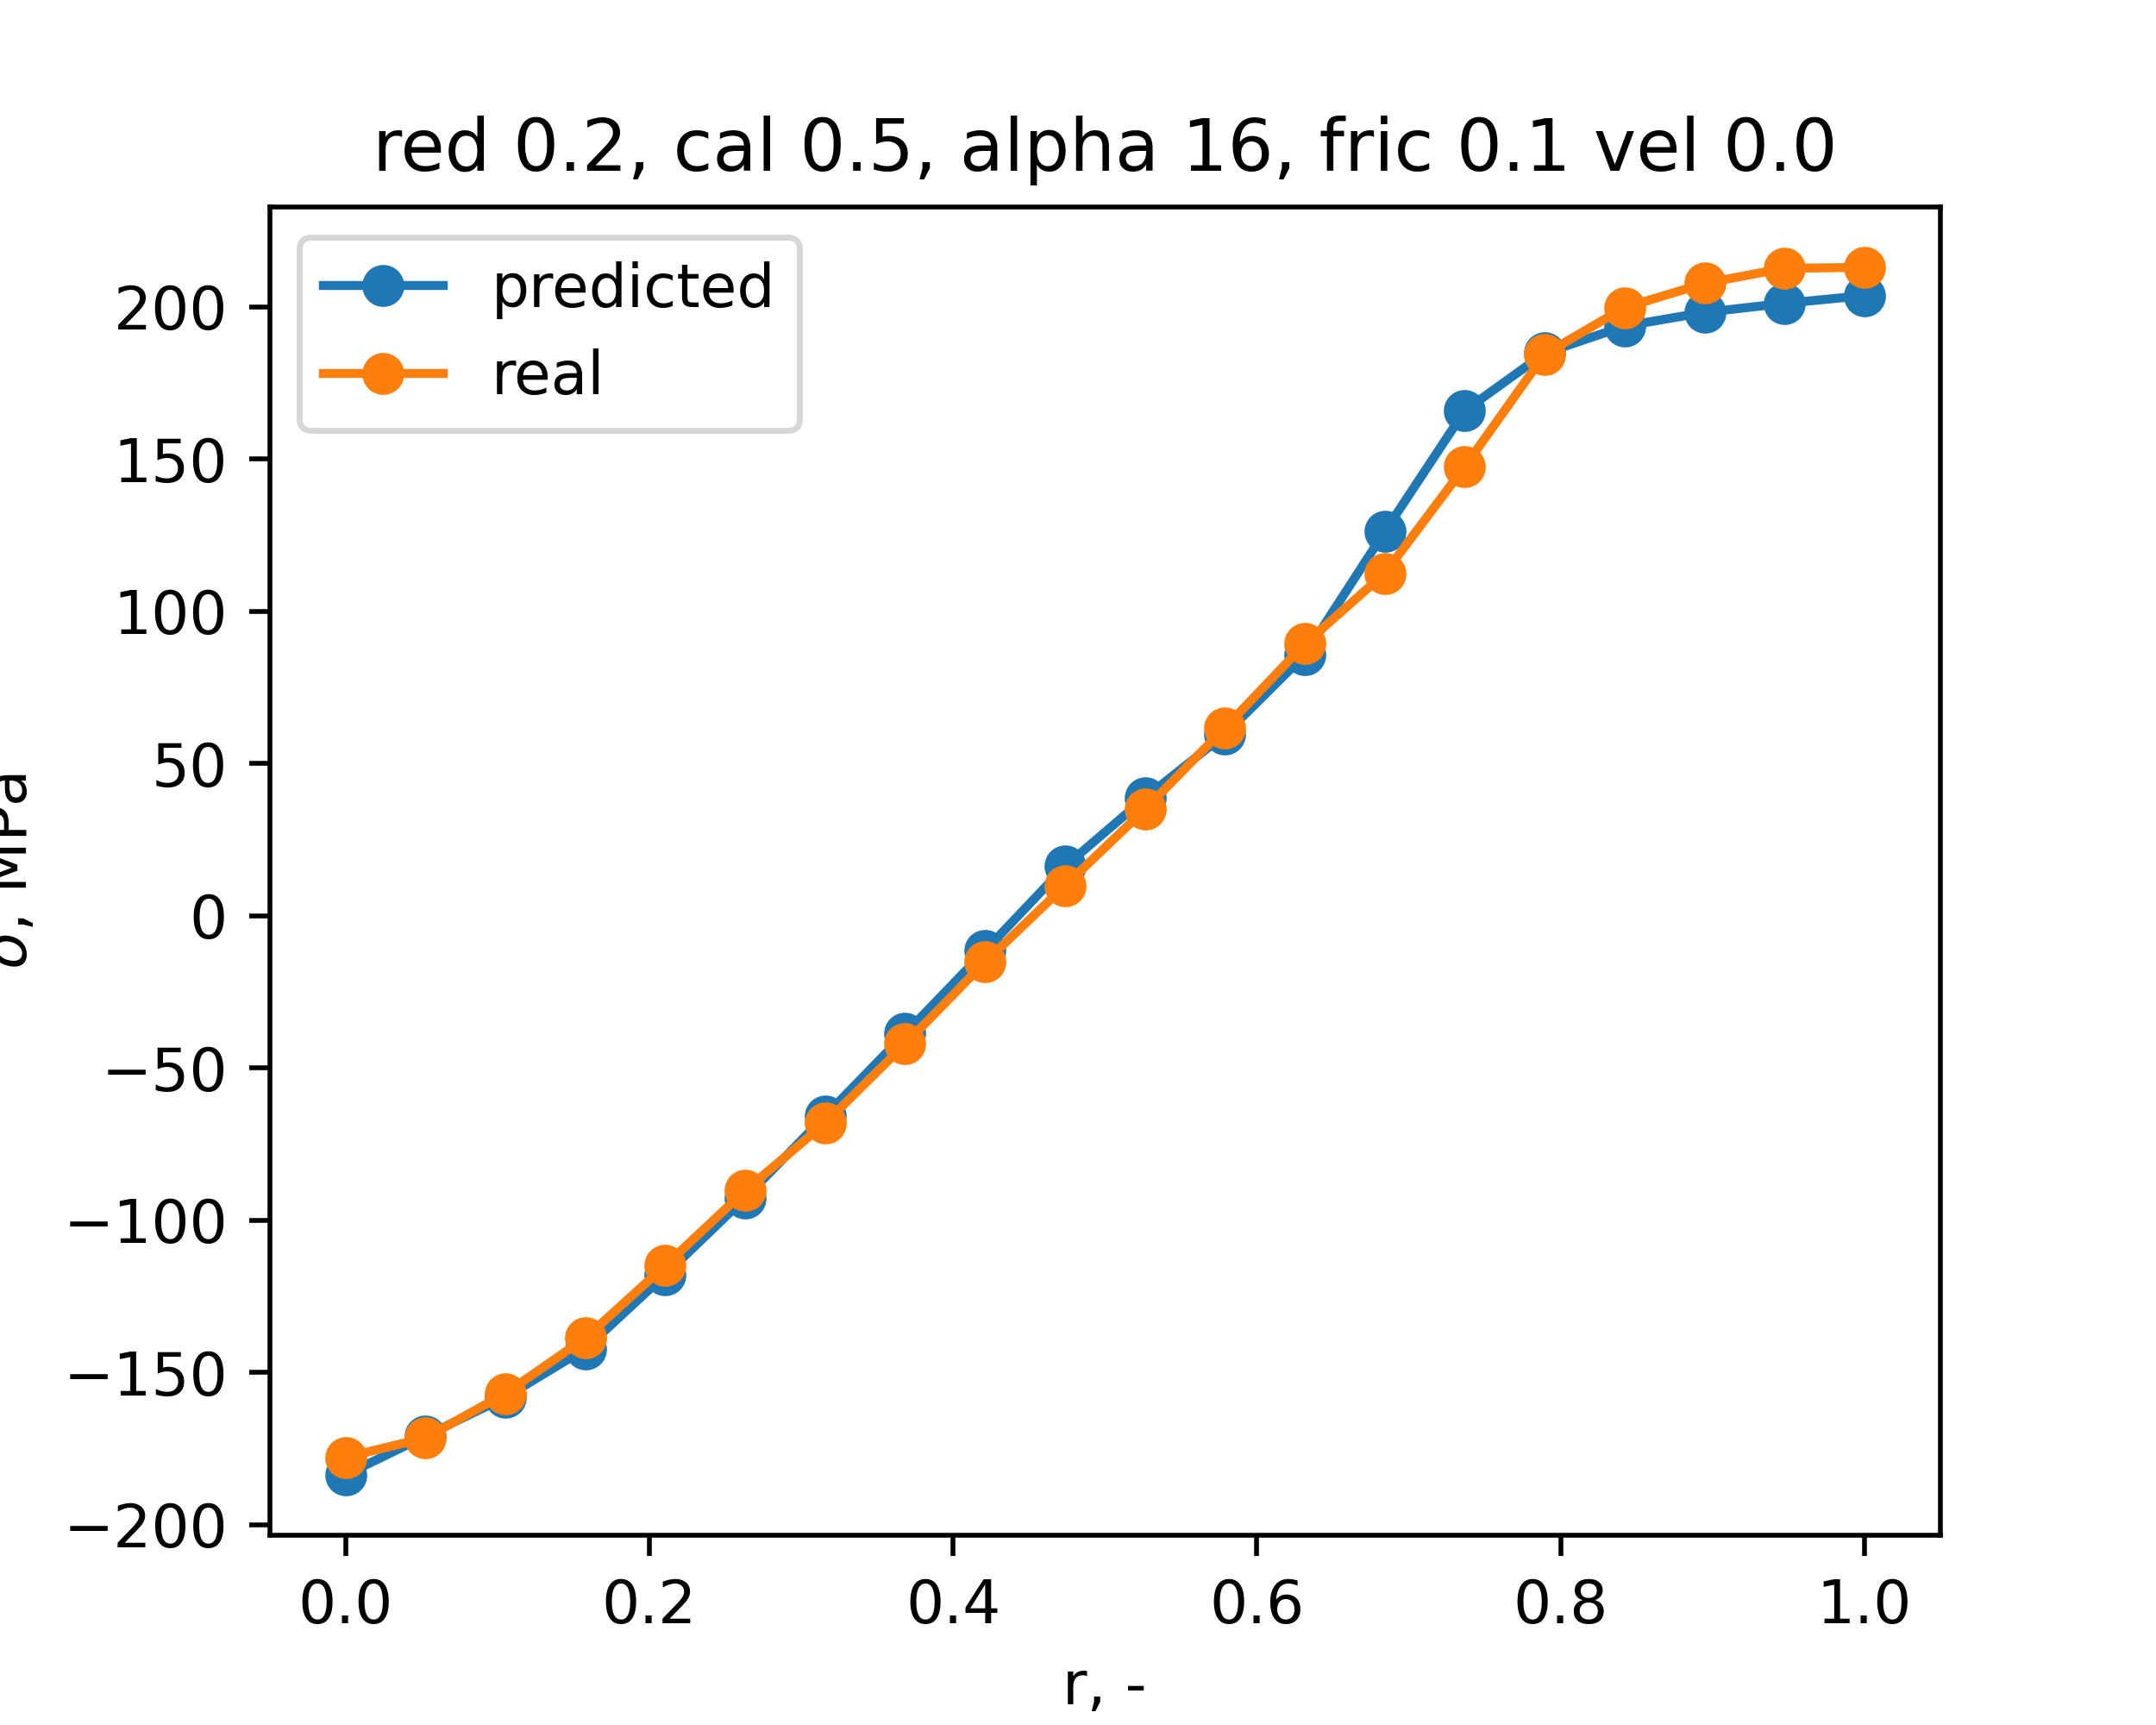 red 0.2, cal 0.5, alpha 16, fric 0.1 vel 0.0
predicted
real
200
150
100
50
0
−50
−100
−150
−200
σ, MPa
0.0 0.2 0.4 0.6 0.8 1.0
r, -